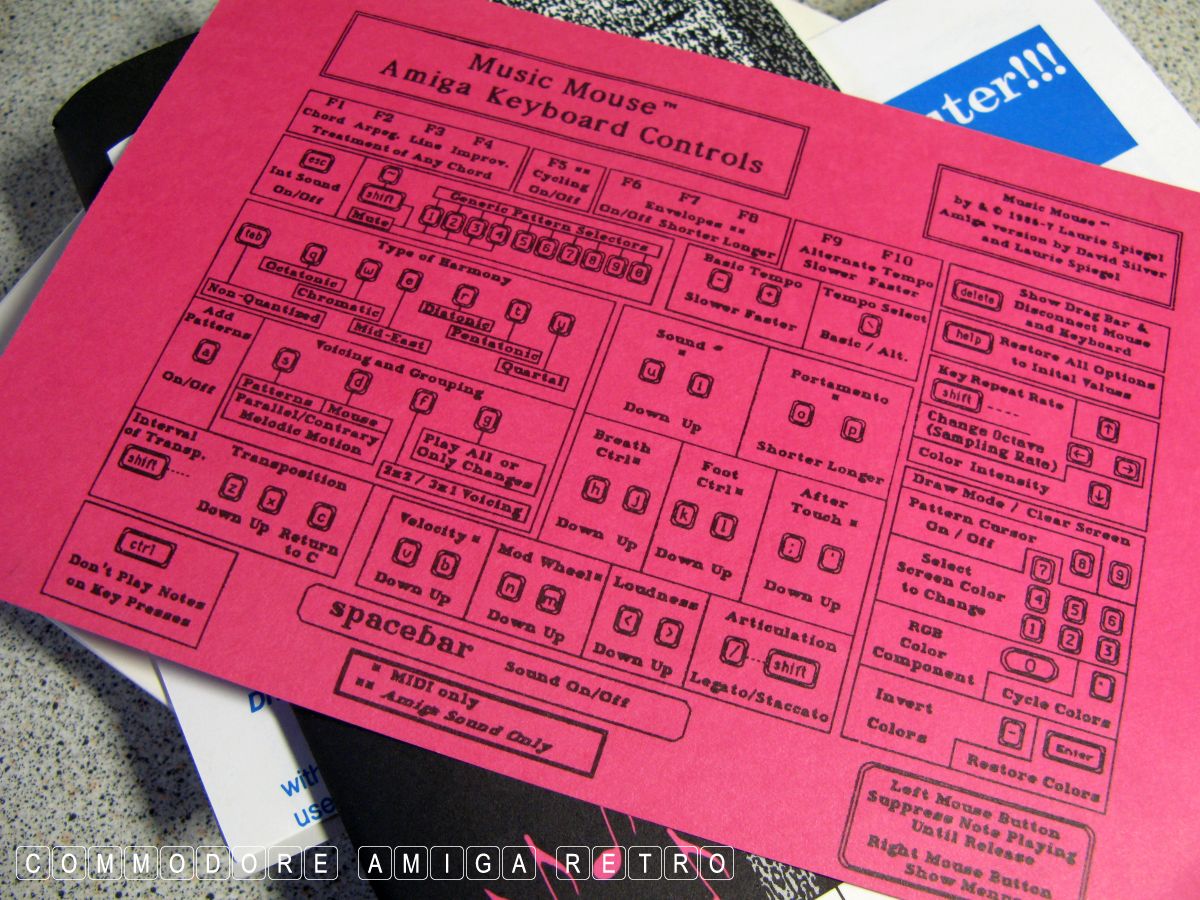 ater!!!
Music Mouse™
Amiga Keyboard Controls
F1 F2 F3 F4
Chord Arpeg. Line Improv.
Treatment of Any Chord
F5 ¤¤
Cycling
On/Off
F6 F7 F8
Envelopes ¤¤
On/Off Shorter Longer
F9 F10
Alternate Tempo
Slower Faster
Music Mouse™
by & © 1986-7 Laurie Spiegel
Amiga version by David Silver
and Laurie Spiegel
esc
Int Sound
On/Off
~
shift
Mute
Generic Pattern Selectors
1 2 3 4 5 6 7 8 9 0
Basic Tempo
- +
Slower Faster
Tempo Select
\
Basic / Alt.
delete
Show Drag Bar &
Disconnect Mouse
and Keyboard
help
Restore All Options
to Inital Values
Type of Harmony
tab q w e r t y
Octatonic
Chromatic
Non-Quantized
Mid-East
Diatonic
Pentatonic
Quartal
Add
Patterns
a
On/Off
Voicing and Grouping
s d f g
Patterns Mouse
Parallel/Contrary
Melodic Motion
Play All or
Only Changes
2x2 / 3x1 Voicing
Sound ¤
u i
Down Up
Portamento
¤
o p
Shorter Longer
Key Repeat Rate
shift -----
Change Octave
(Sampling Rate)
Color Intensity
↑
← →
↓
Interval
of Transp.
shift .....
Transposition
z x c
Down Up Return
to C
Breath
Ctrl¤
h j
Down Up
Foot
Ctrl¤
k l
Down Up
After
Touch ¤
; '
Down Up
Draw Mode / Clear Screen
Pattern Cursor
On / Off
Select
Screen Color
to Change
7 8 9
4 5 6
1 2 3
RGB
Color
Component
0
.
Cycle Colors
Invert
Colors
-
Enter
Restore Colors
ctrl
Don't Play Notes
on Key Presses
Velocity ¤
v b
Down Up
Mod Wheel¤
n m
Down Up
Loudness
< >
Down Up
Articulation
/ ... shift
Legato/Staccato
spacebar
Sound On/Off
¤ MIDI only
¤¤ Amiga Sound Only
Left Mouse Button
Suppress Note Playing
Until Release
Right Mouse Button
Show Menus
with
use
COMMODORE AMIGA RETRO